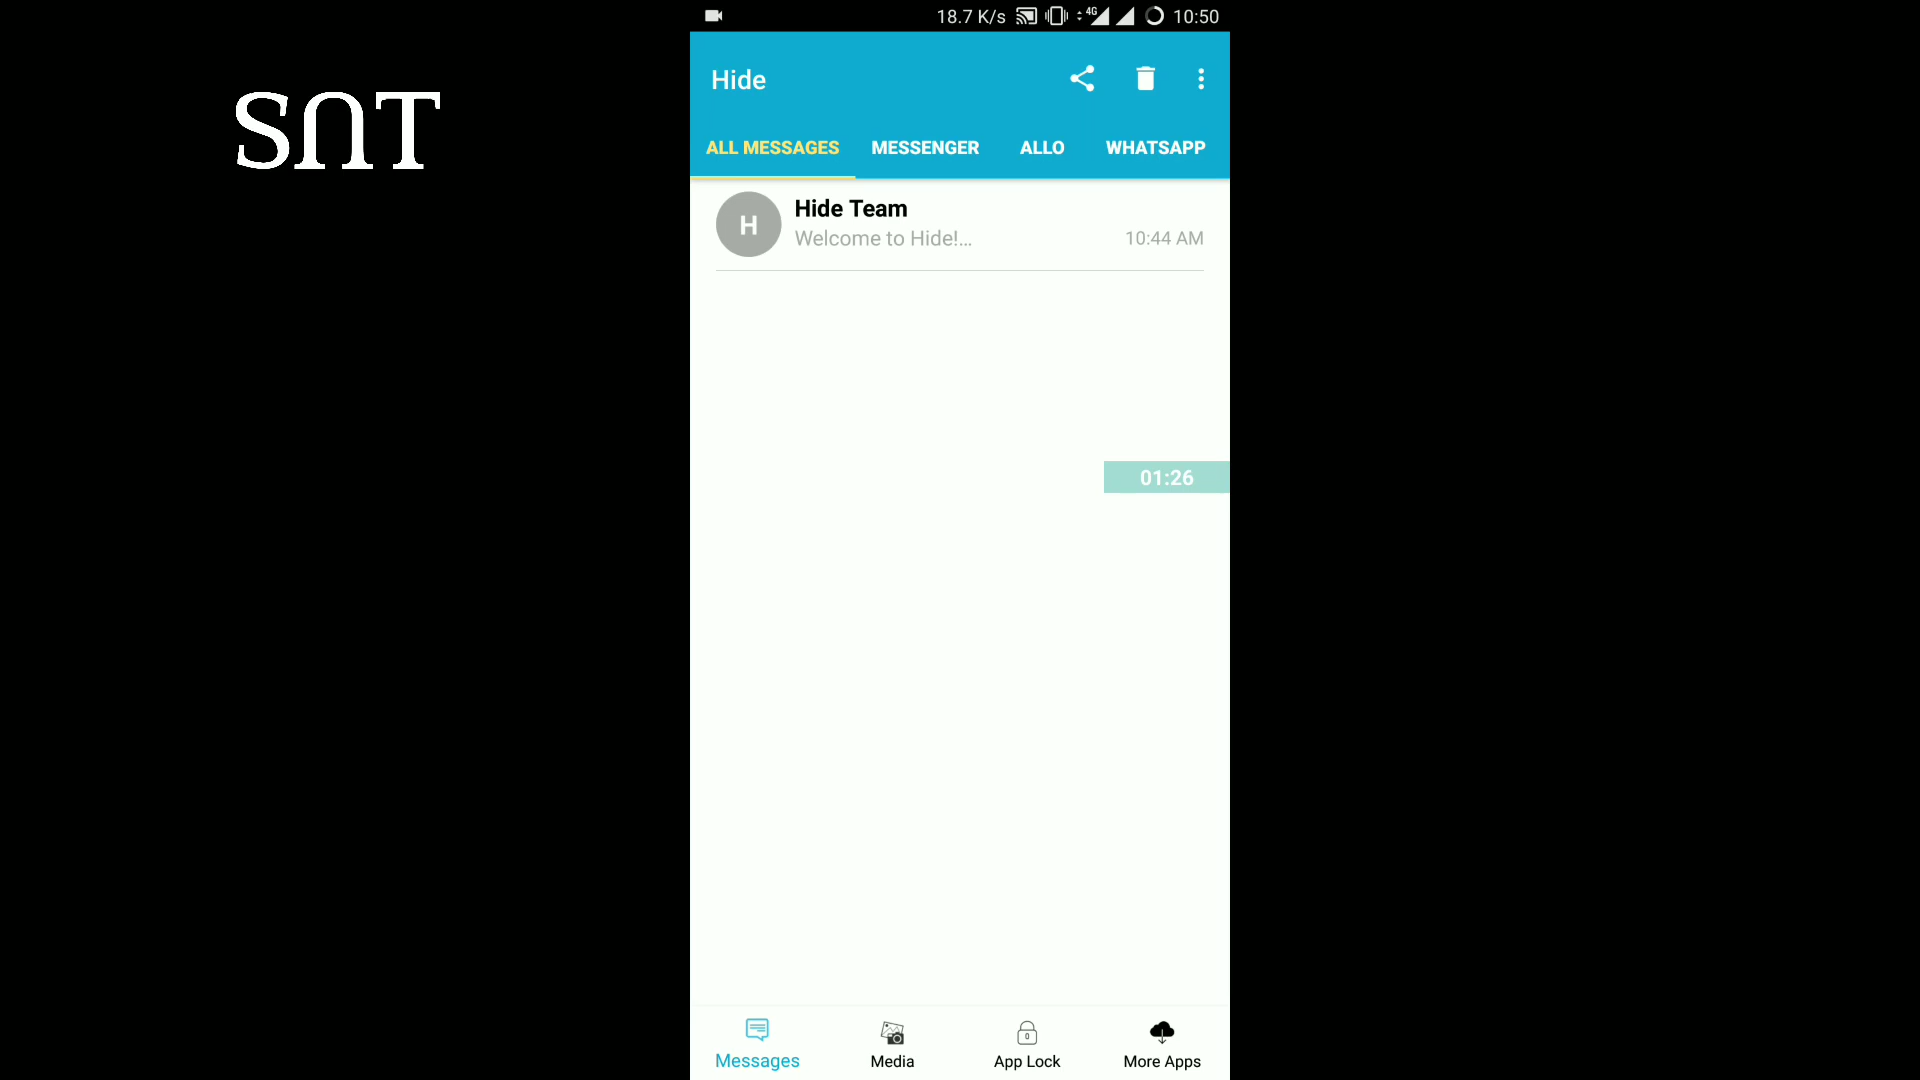 18.7 K/s 4G 10:50
SՈT
Hide
ALL MESSAGES MESSENGER ALLO WHATSAPP
H
Hide Team
Welcome to Hide!...
10:44 AM
01:26
Messages Media App Lock More Apps